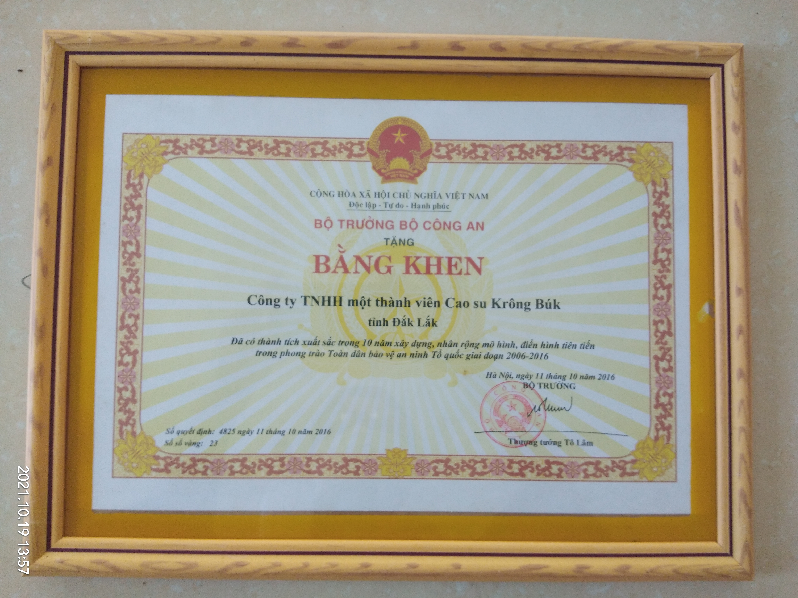 CỘNG HÒA XÃ HỘI CHỦ NGHĨA VIỆT NAM
Độc lập - Tự do - Hạnh phúc
BỘ TRƯỞNG BỘ CÔNG AN
TẶNG
BẰNG KHEN
Công ty TNHH một thành viên Cao su Krông Búk
tỉnh Đắk Lắk
Đã có thành tích xuất sắc trong 10 năm xây dựng, nhân rộng mô hình, điển hình tiên tiến
trong phong trào Toàn dân bảo vệ an ninh Tổ quốc giai đoạn 2006-2016
Hà Nội, ngày 11 tháng 10 năm 2016
BỘ TRƯỞNG
Số quyết định: 4825 ngày 11 tháng 10 năm 2016
Số sổ vàng: 23
Thượng tướng Tô Lâm
2021.10.19 13:57